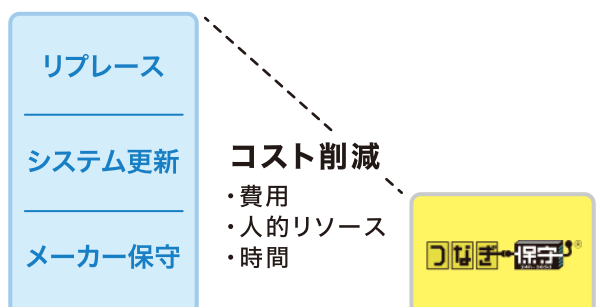 リプレース
システム更新
メーカー保守
コスト削減
・費用
・人的リソース
・時間
つなぎ保守®